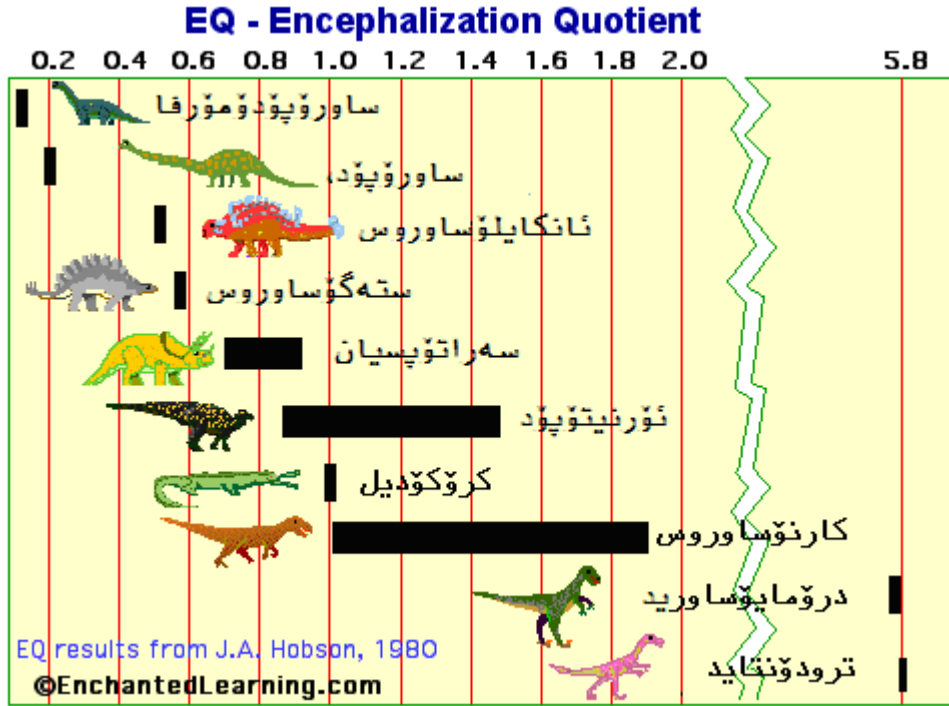 EQ - Encephalization Quotient
0.2 0.4 0.6 0.8 1.0 1.2 1.4 1.6 1.8 2.0 5.8
ساورۆپۆدۆمۆرفا
ساورۆپۆد،
ئانکایلۆساوروس
ستەگۆساوروس
سەراتۆپسیان
ئۆرنیتۆپۆد
کرۆکۆدیل
کارنۆساوروس
درۆمایۆساورید
ترودۆنتاید
EQ results from J.A. Hobson, 1980
©EnchantedLearning.com